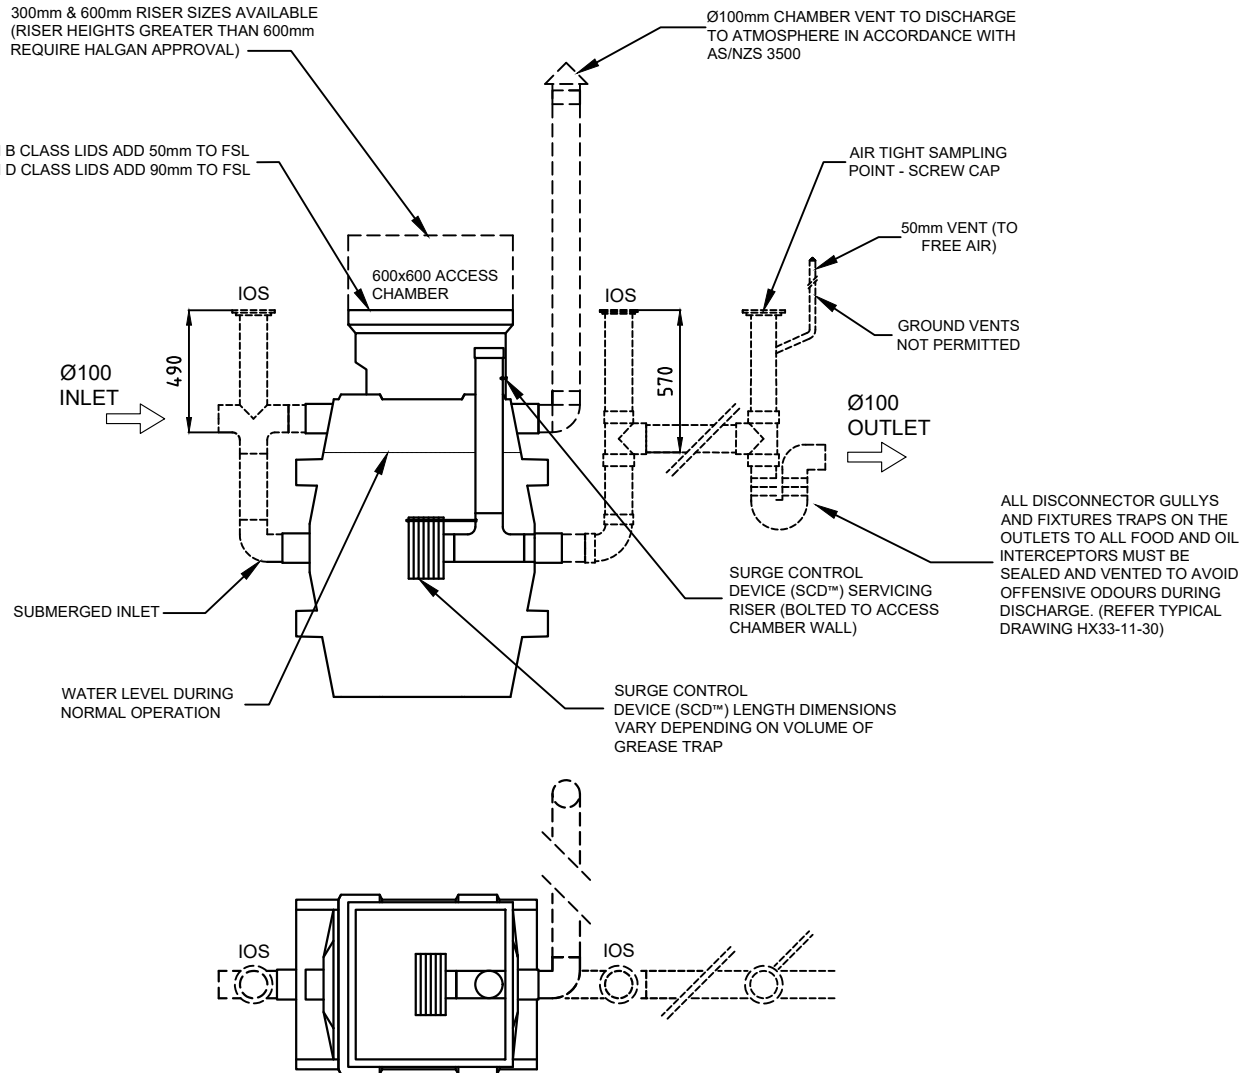 300mm & 600mm RISER SIZES AVAILABLE
(RISER HEIGHTS GREATER THAN 600mm
REQUIRE HALGAN APPROVAL)
Ø100mm CHAMBER VENT TO DISCHARGE
TO ATMOSPHERE IN ACCORDANCE WITH
AS/NZS 3500
B CLASS LIDS ADD 50mm TO FSL
D CLASS LIDS ADD 90mm TO FSL
AIR TIGHT SAMPLING
POINT - SCREW CAP
50mm VENT (TO
FREE AIR)
600x600 ACCESS
CHAMBER
IOS
IOS
GROUND VENTS
NOT PERMITTED
490
570
Ø100
INLET
Ø100
OUTLET
ALL DISCONNECTOR GULLYS
AND FIXTURES TRAPS ON THE
OUTLETS TO ALL FOOD AND OIL
INTERCEPTORS MUST BE
SEALED AND VENTED TO AVOID
OFFENSIVE ODOURS DURING
DISCHARGE. (REFER TYPICAL
DRAWING HX33-11-30)
SURGE CONTROL
DEVICE (SCD™) SERVICING
RISER (BOLTED TO ACCESS
CHAMBER WALL)
SUBMERGED INLET
WATER LEVEL DURING
NORMAL OPERATION
SURGE CONTROL
DEVICE (SCD™) LENGTH DIMENSIONS
VARY DEPENDING ON VOLUME OF
GREASE TRAP
IOS
IOS